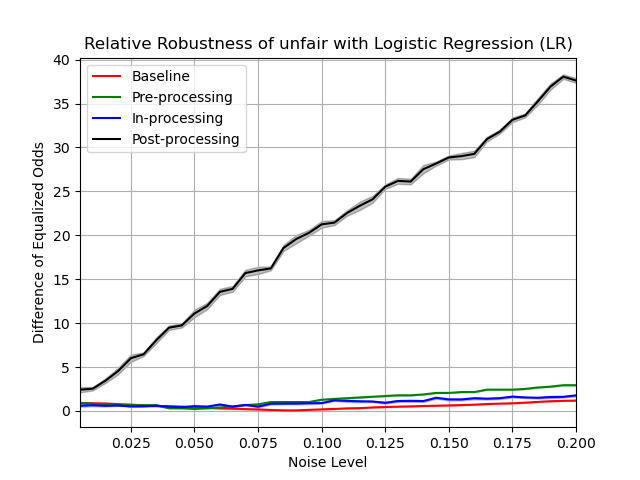 Relative Robustness of unfair with Logistic Regression (LR)
Difference of Equalized Odds
40
35
30
25
20
15
10
5
0
Baseline
Pre-processing
In-processing
Post-processing
0.025 0.050 0.075 0.100 0.125 0.150 0.175 0.200
Noise Level